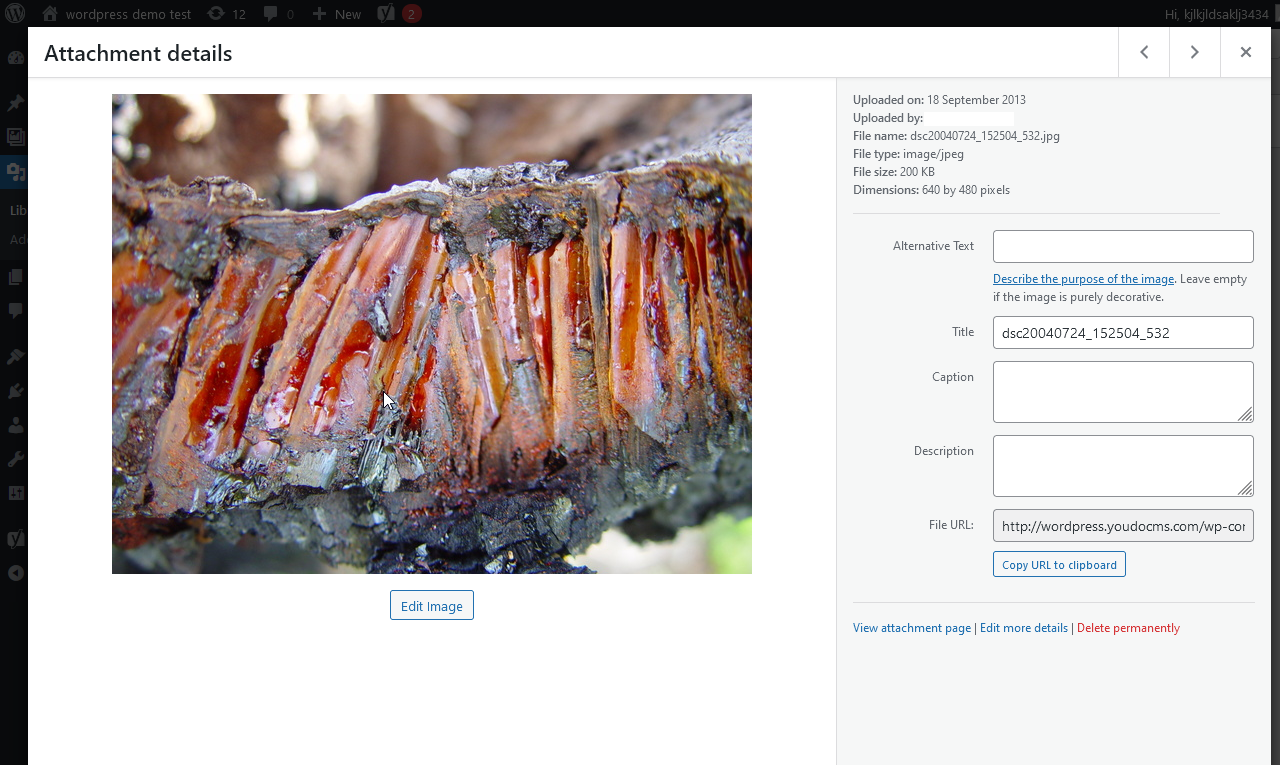 wordpress demo test 12 0 New 2 Hi, kjlkjldsaklj3434
Attachment details
Uploaded on: 18 September 2013
Uploaded by:
File name: dsc20040724_152504_532.jpg
File type: image/jpeg
File size: 200 KB
Dimensions: 640 by 480 pixels
Lib
Ad
Alternative Text
Describe the purpose of the image. Leave empty
if the image is purely decorative.
Title dsc20040724_152504_532
Caption
Description
File URL: http://wordpress.youdocms.com/wp-cor
Copy URL to clipboard
Edit Image
View attachment page | Edit more details | Delete permanently